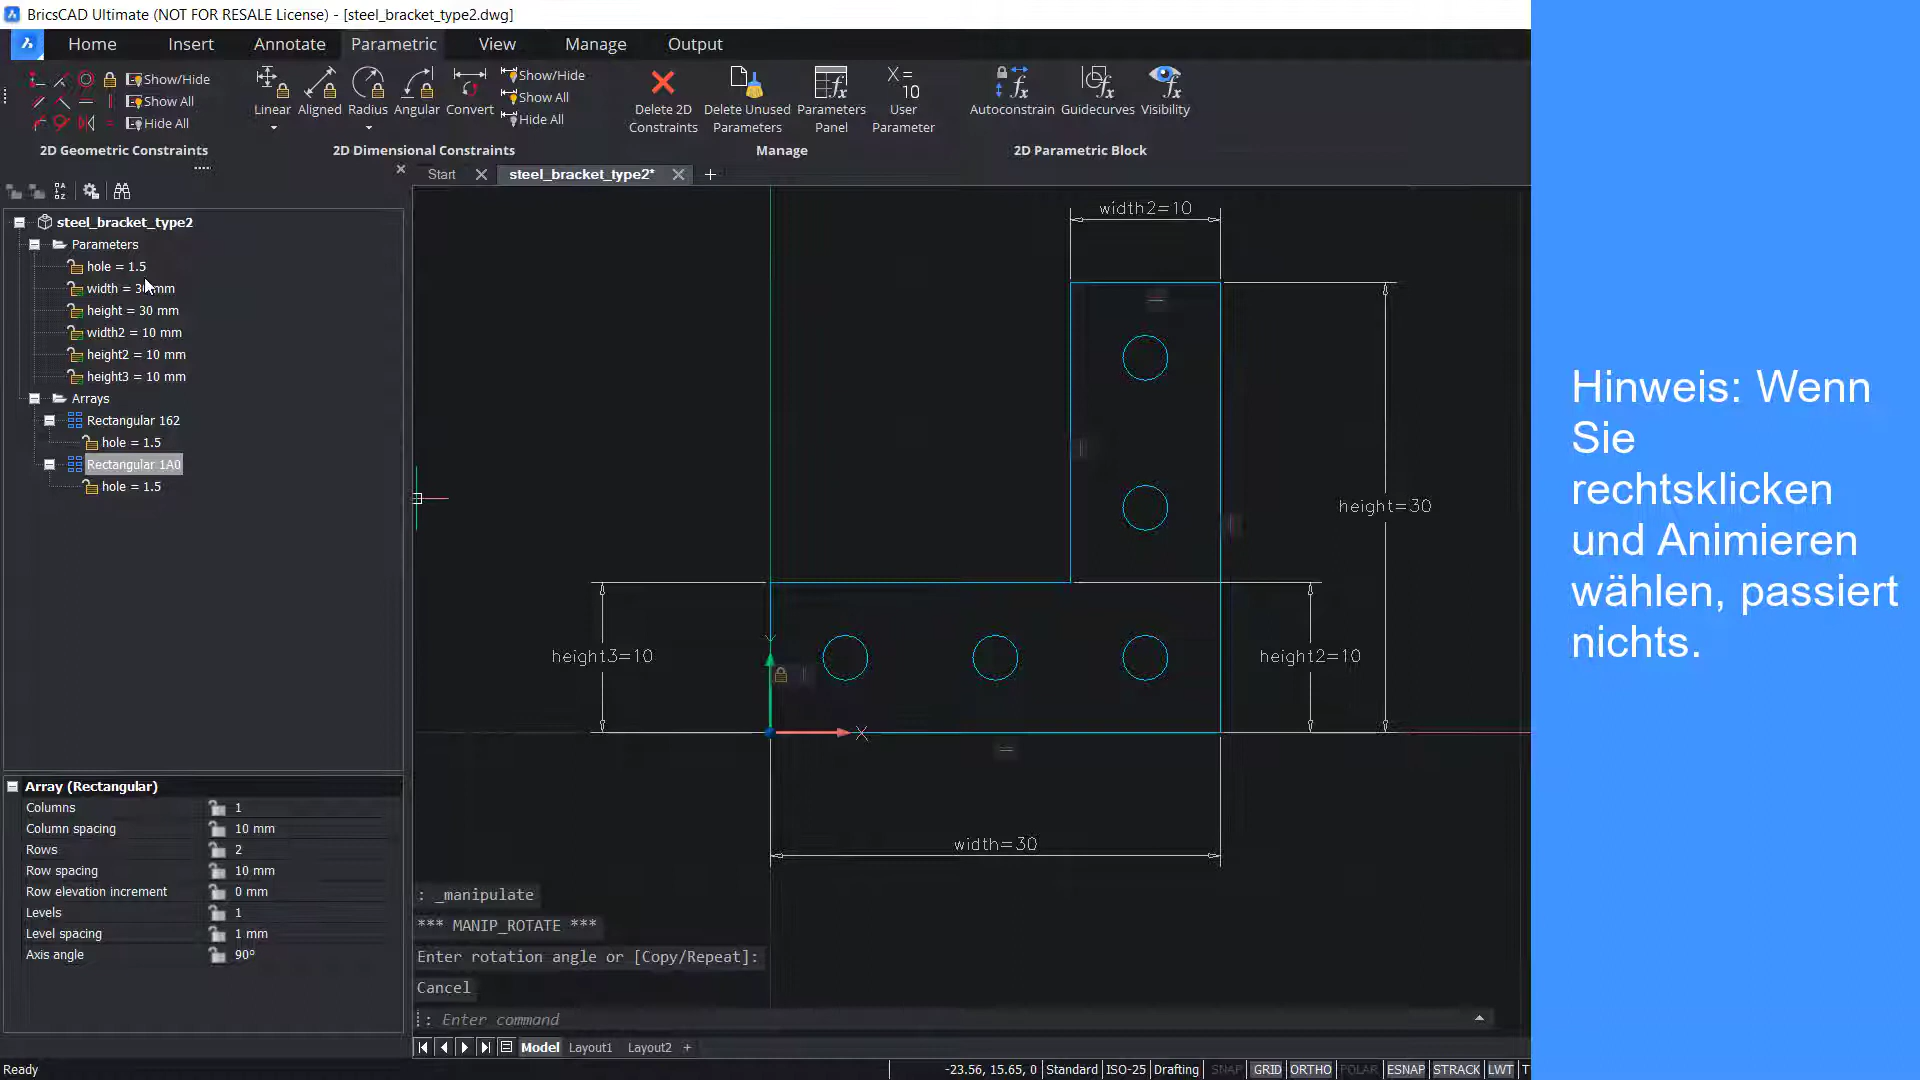 BricsCAD Ultimate (NOT FOR RESALE License) - [steel_bracket_type2.dwg]
Home Insert Annotate Parametric View Manage Output
Show/Hide
Show All
Hide All
2D Geometric Constraints
Linear Aligned Radius Angular Convert
Show/Hide
Show All
Hide All
2D Dimensional Constraints
Delete 2D Constraints
Delete Unused Parameters
Parameters Panel
X = 10
User Parameter
Manage
Autoconstrain Guidecurves Visibility
2D Parametric Block
Start steel_bracket_type2*
steel_bracket_type2
Parameters
hole = 1.5
width = 30 mm
height = 30 mm
width2 = 10 mm
height2 = 10 mm
height3 = 10 mm
Arrays
Rectangular 162
hole = 1.5
Rectangular 1A0
hole = 1.5
Array (Rectangular)
Columns 1
Column spacing 10 mm
Rows 2
Row spacing 10 mm
Row elevation increment 0 mm
Levels 1
Level spacing 1 mm
Axis angle 90°
width2=10
height=30
height3=10
height2=10
Y
X
width=30
: _manipulate
*** MANIP_ROTATE ***
Enter rotation angle or [Copy/Repeat]:
Cancel
: Enter command
Model Layout1 Layout2 +
Ready
-23.56, 15.65, 0 Standard ISO-25 Drafting SNAP GRID ORTHO POLAR ESNAP STRACK LWT T
Hinweis: Wenn
Sie
rechtsklicken
und Animieren
wählen, passiert
nichts.